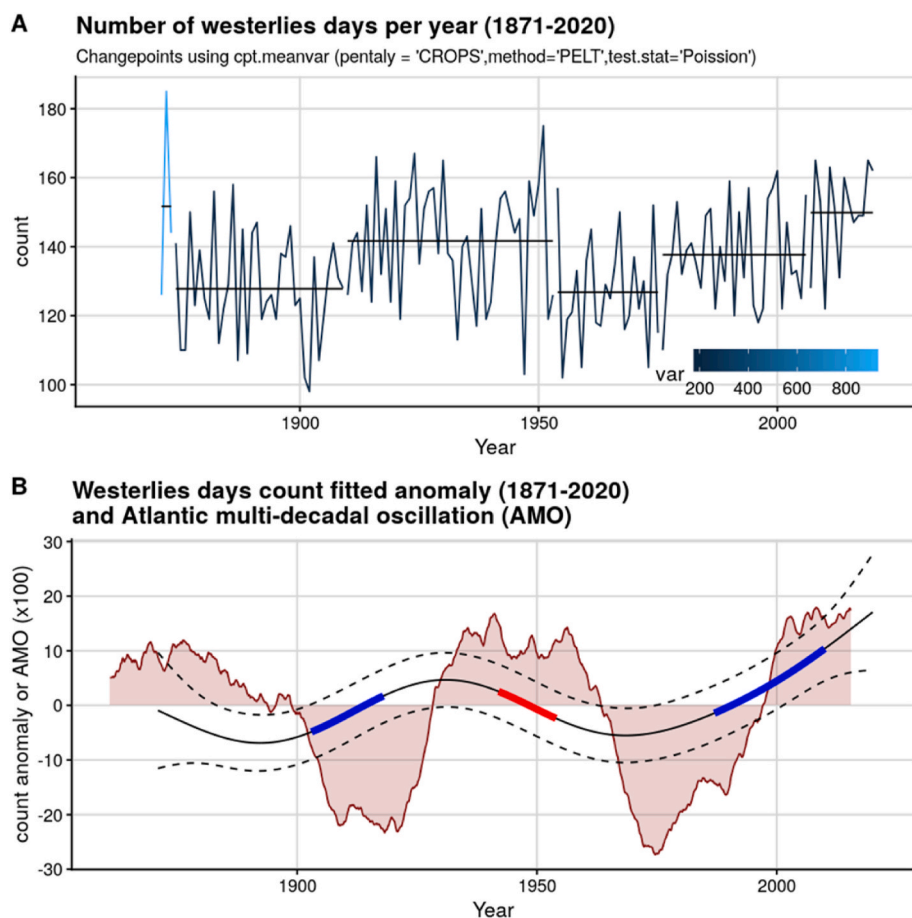 A
Number of westerlies days per year (1871-2020)
Changepoints using cpt.meanvar (pentaly = 'CROPS',method='PELT',test.stat='Poission')
180
160
140
120
100
count
var
200 400 600 800
1900 1950 2000
Year
B
Westerlies days count fitted anomaly (1871-2020)
and Atlantic multi-decadal oscillation (AMO)
30
20
10
0
-10
-20
-30
count anomaly or AMO (x100)
1900 1950 2000
Year